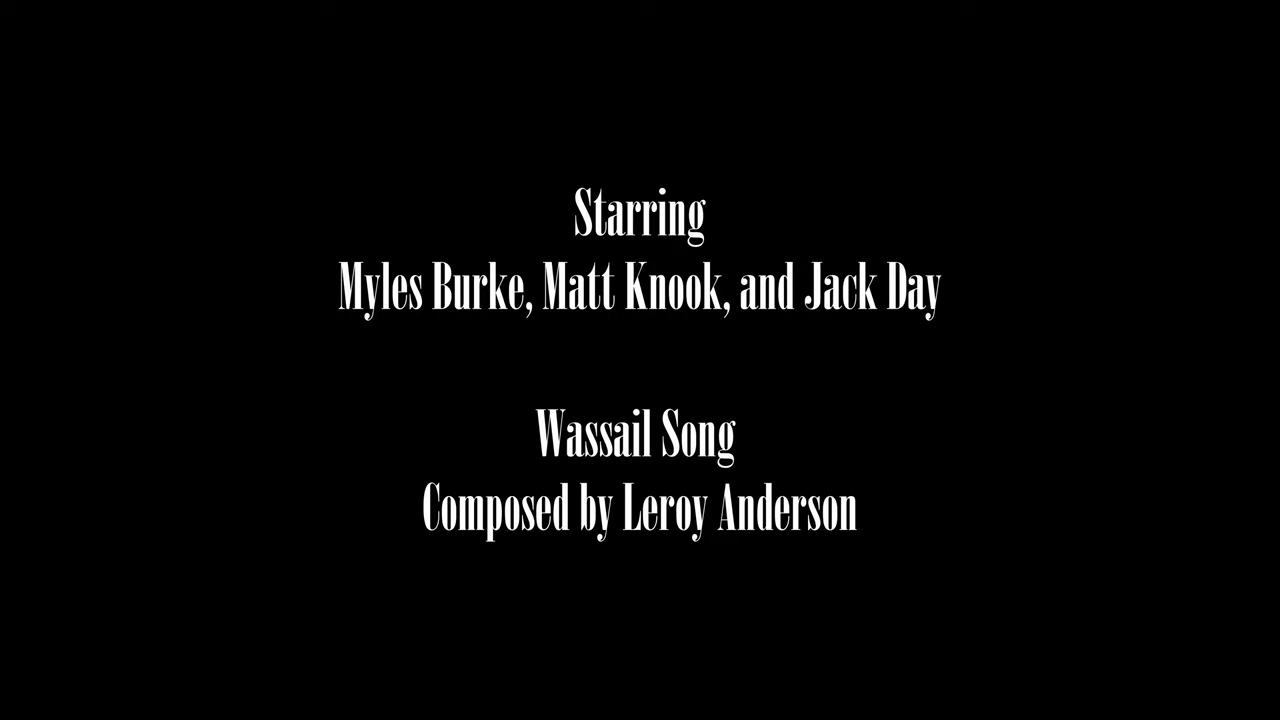 Starring
Myles Burke, Matt Knook, and Jack Day
Wassail Song
Composed by Leroy Anderson